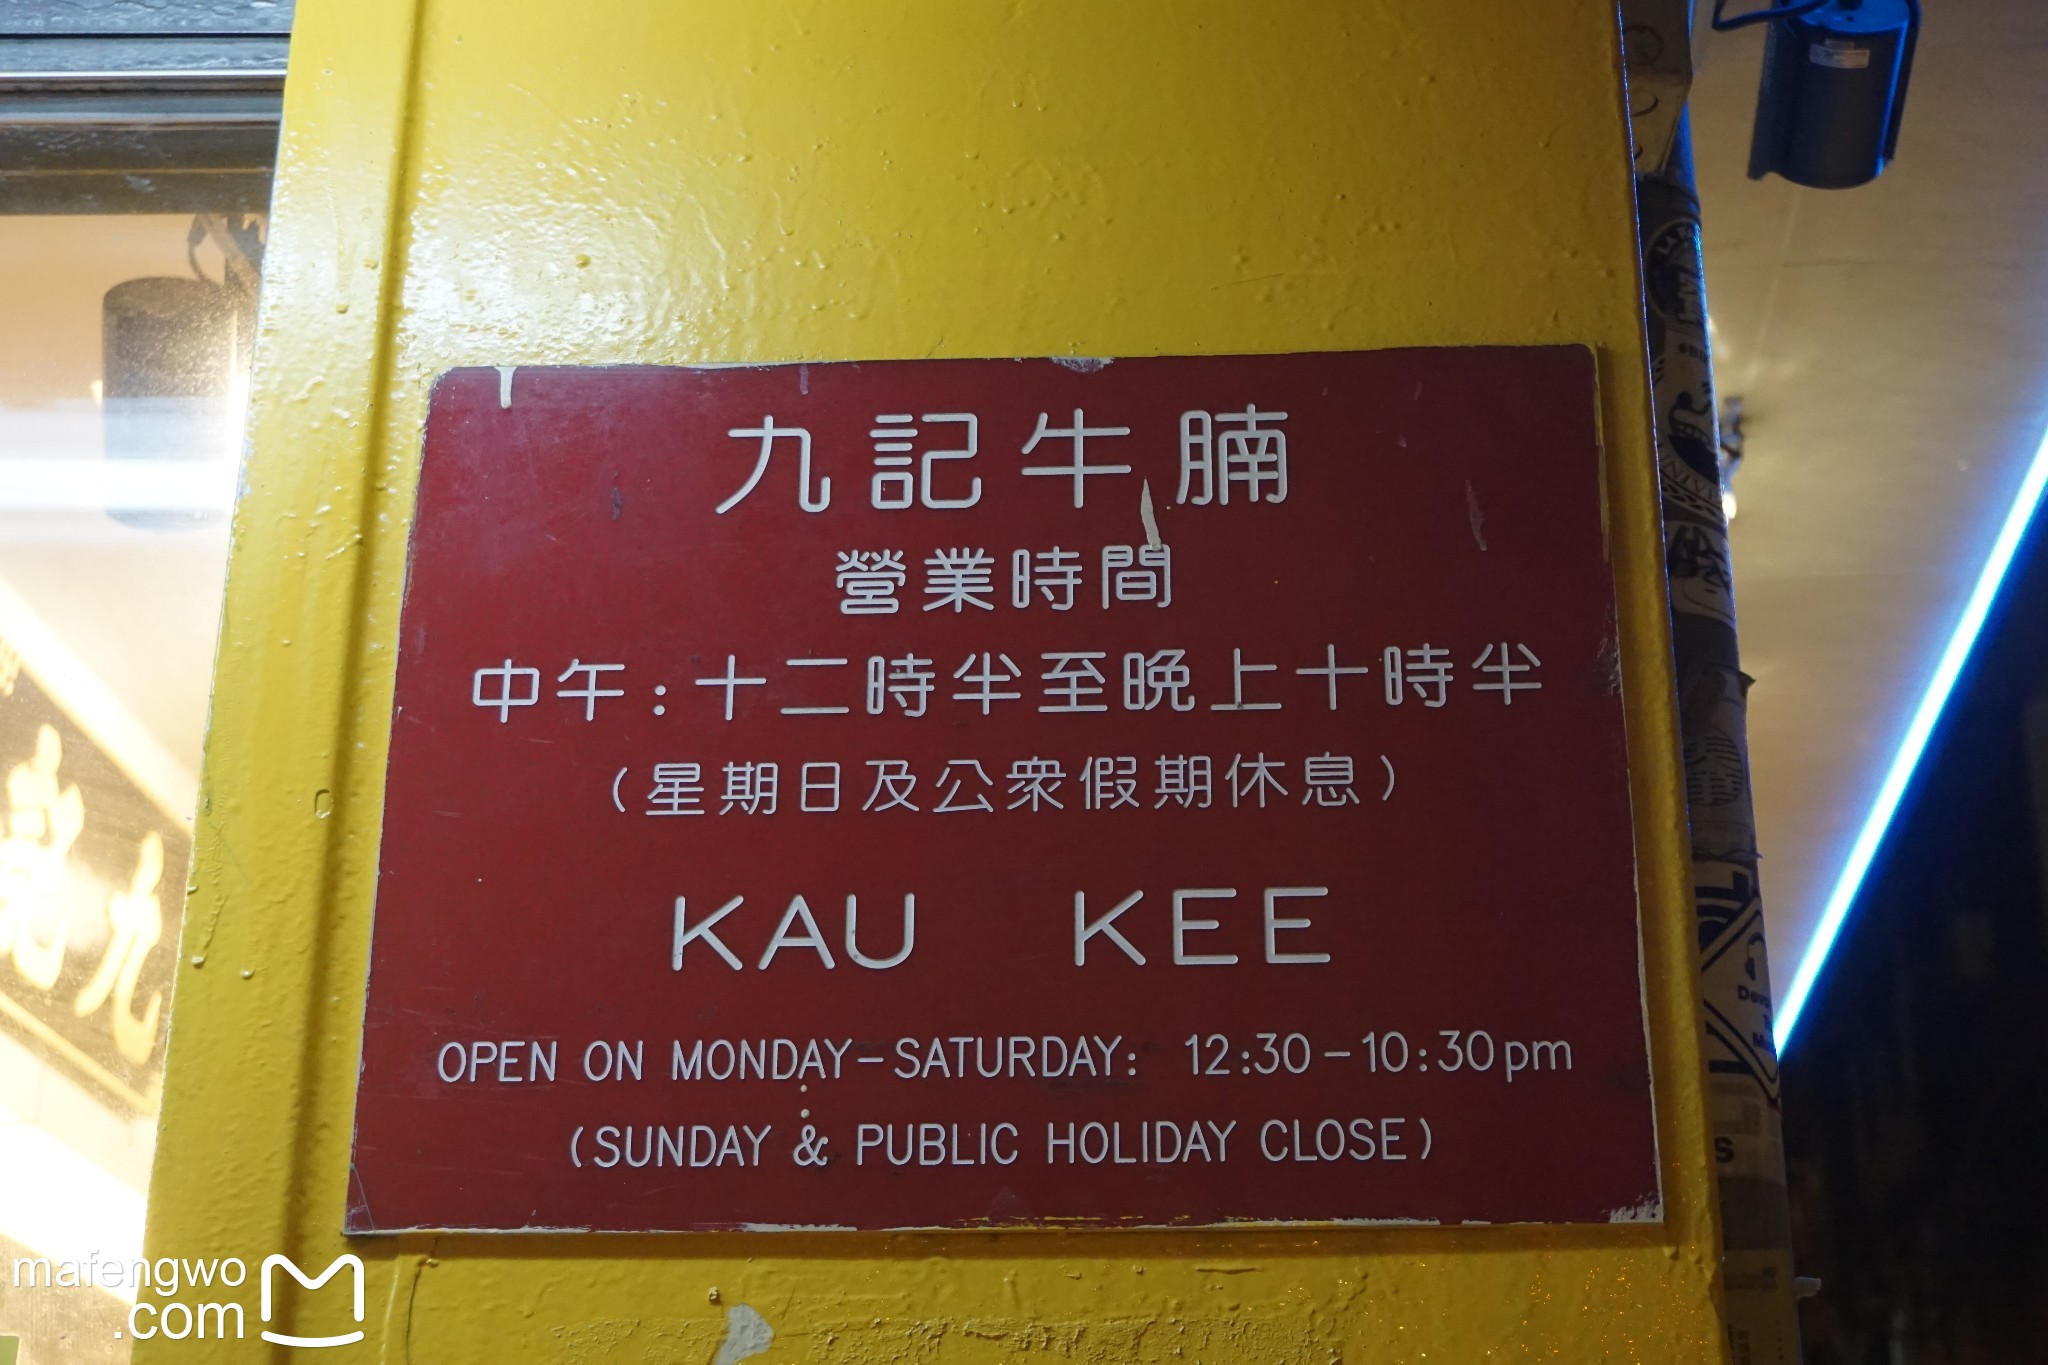 九記牛腩
營業時間
中午:十二時半至晚上十時半
(星期日及公衆假期休息)
KAU KEE
OPEN ON MONDAY-SATURDAY: 12:30-10:30pm
(SUNDAY & PUBLIC HOLIDAY CLOSE)
九記
mafengwo
.com